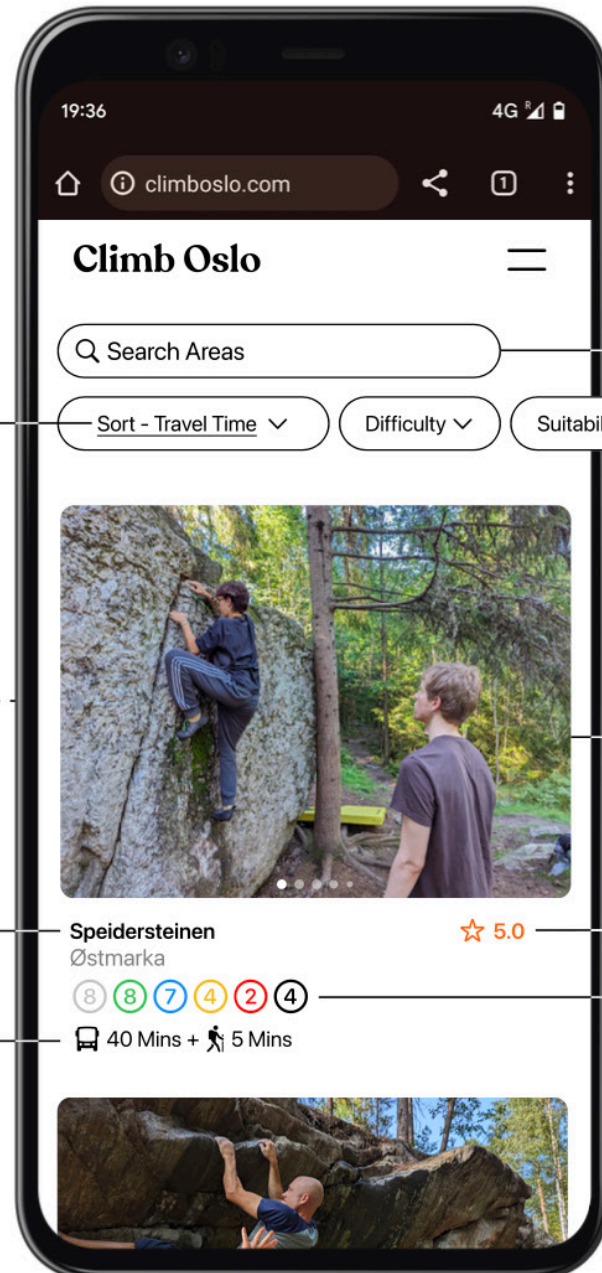 19:36 4G R
climboslo.com 1
Climb Oslo
Search Areas
Sort - Travel Time Difficulty Suitabil
Speidersteinen 5.0
Østmarka
8 8 7 4 2 4
40 Mins + 5 Mins